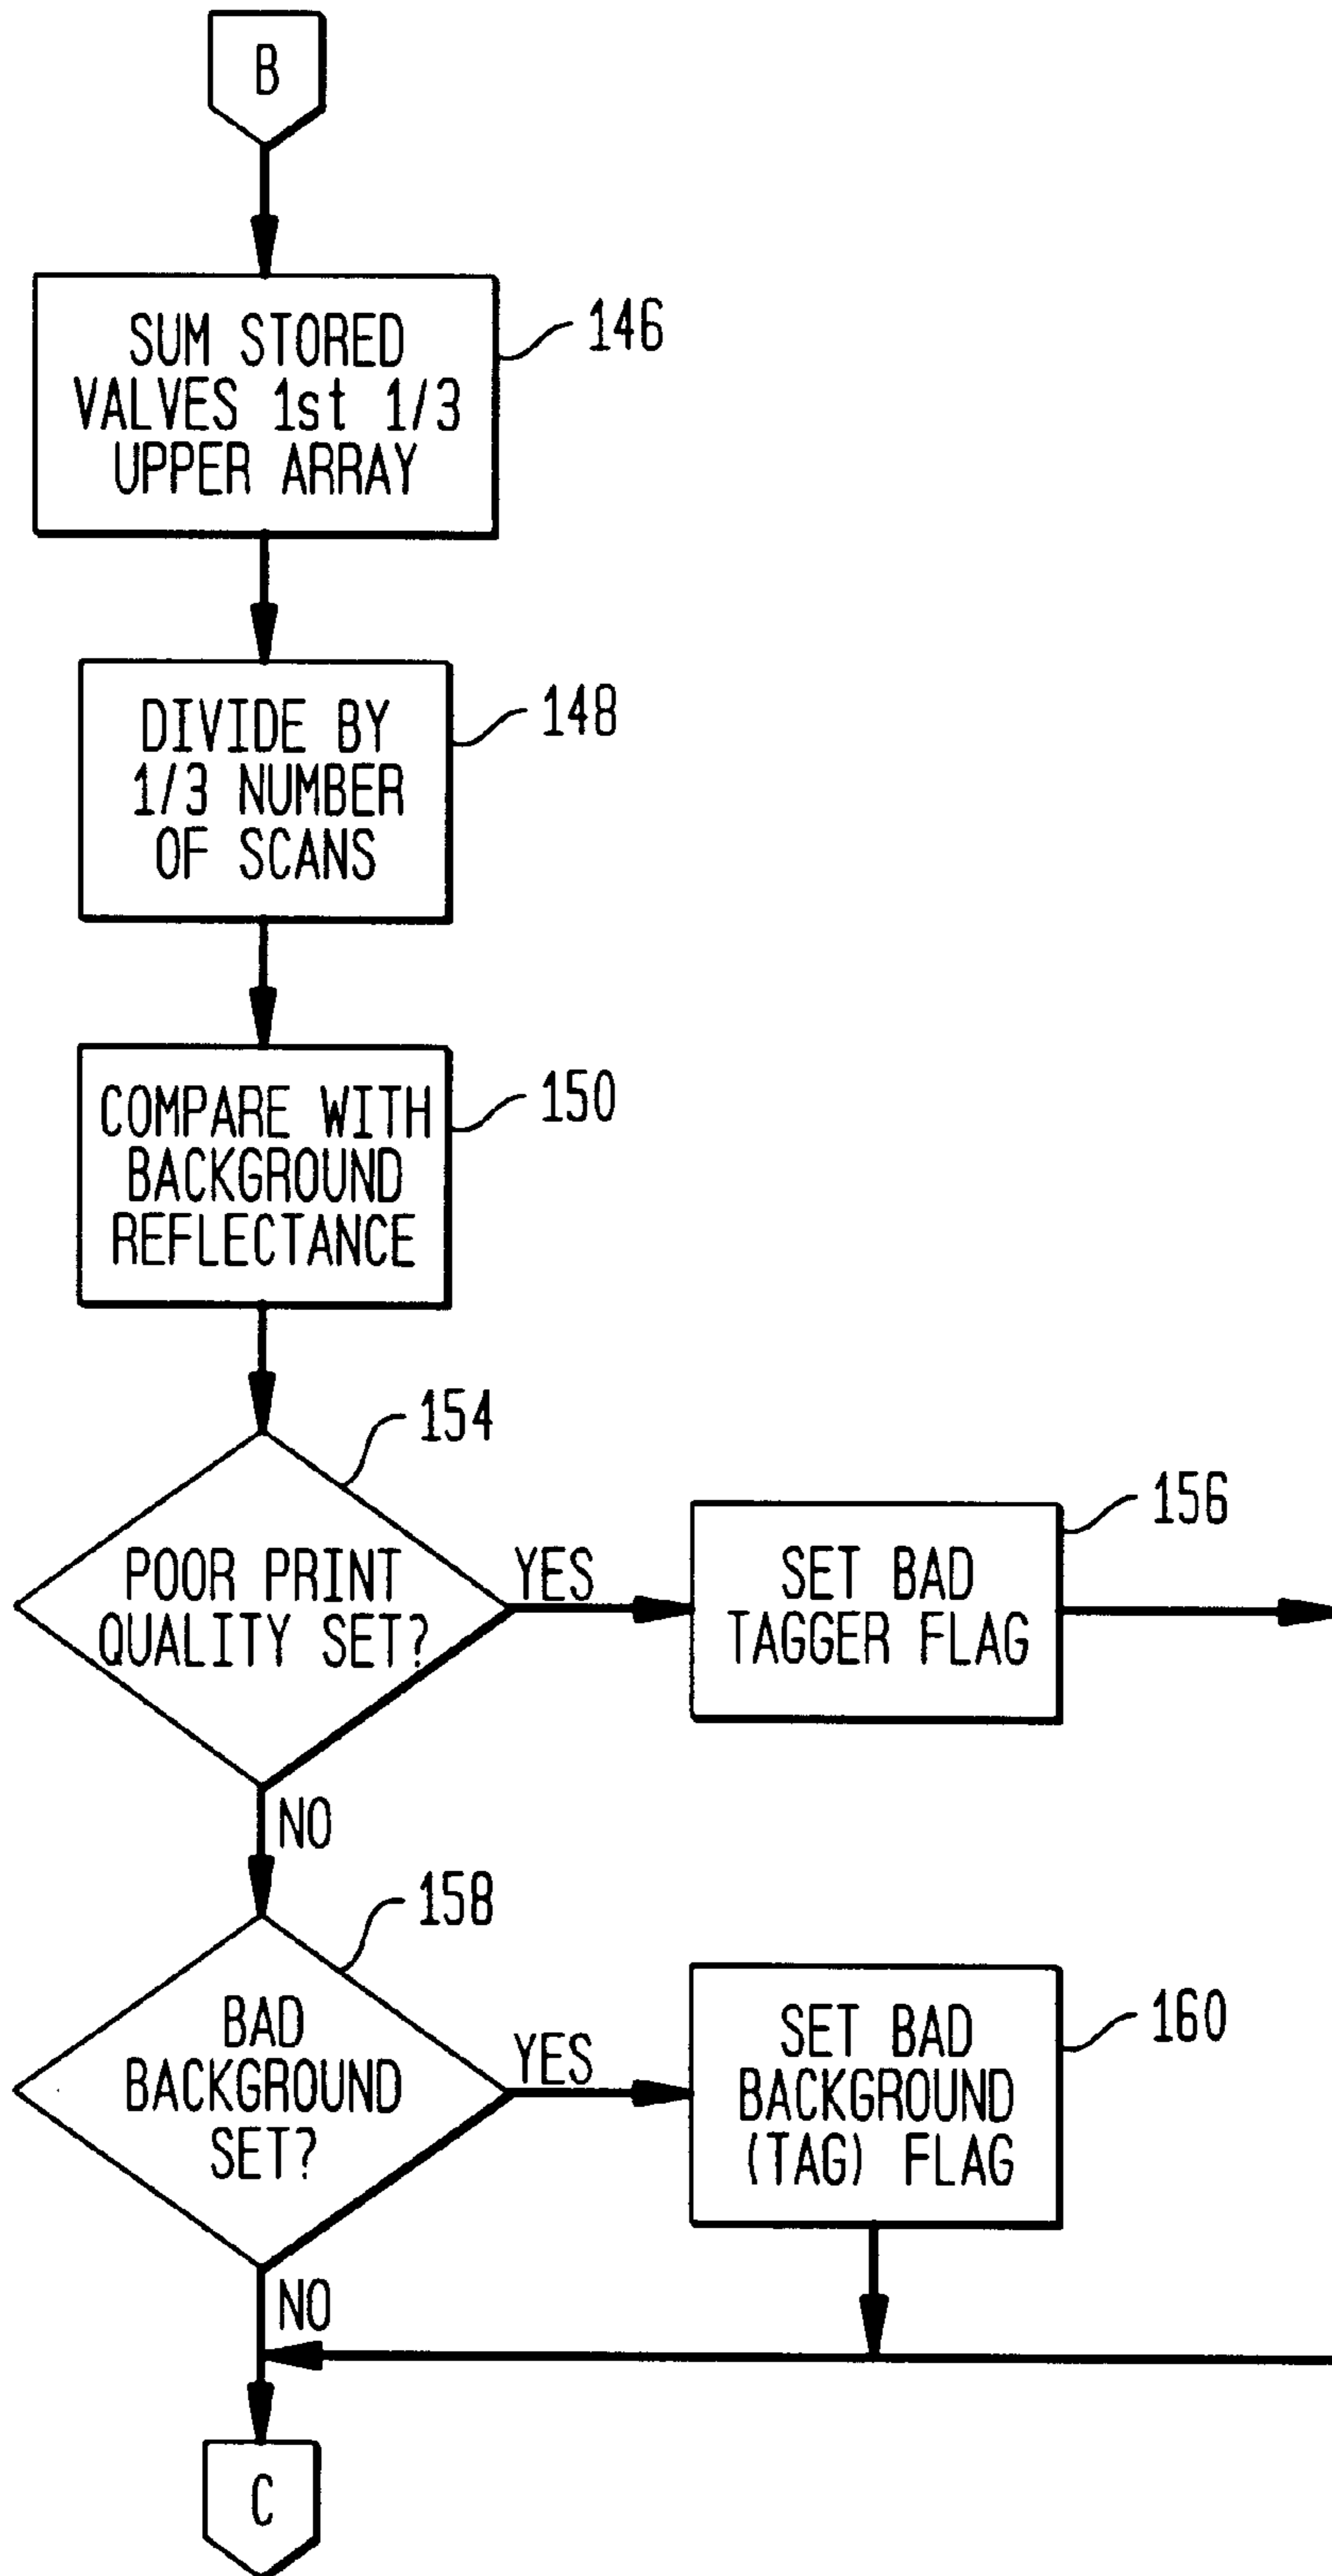 B
SUM STORED
VALVES 1st 1/3
UPPER ARRAY
146
DIVIDE BY
1/3 NUMBER
OF SCANS
148
COMPARE WITH
BACKGROUND
REFLECTANCE
150
154
POOR PRINT
QUALITY SET?
YES
SET BAD
TAGGER FLAG
156
NO
158
BAD
BACKGROUND
SET?
YES
SET BAD
BACKGROUND
(TAG) FLAG
160
NO
C